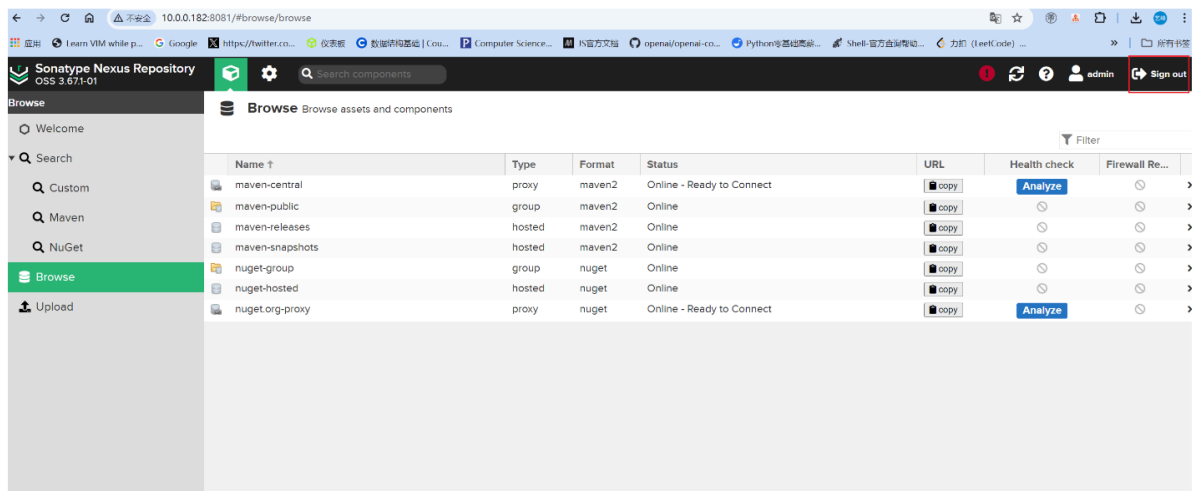 不安全 10.0.0.182:8081/#browse/browse
应用 Learn VIM while p... Google https://twitter.co... 仪表板 数据结构基础 | Cou... Computer Science... JS官方文档 openai/openai-co... Python零基础高薪... Shell-官方查询帮助... 力扣 (LeetCode) ... » 所有书签
Sonatype Nexus Repository
OSS 3.67.1-01
Search components
admin
Sign out
Browse
Welcome
Search
Custom
Maven
NuGet
Browse
Upload
Browse Browse assets and components
Filter
Name ↑ Type Format Status URL Health check Firewall Re...
maven-central proxy maven2 Online - Ready to Connect copy Analyze
maven-public group maven2 Online copy
maven-releases hosted maven2 Online copy
maven-snapshots hosted maven2 Online copy
nuget-group group nuget Online copy
nuget-hosted hosted nuget Online copy
nuget.org-proxy proxy nuget Online - Ready to Connect copy Analyze